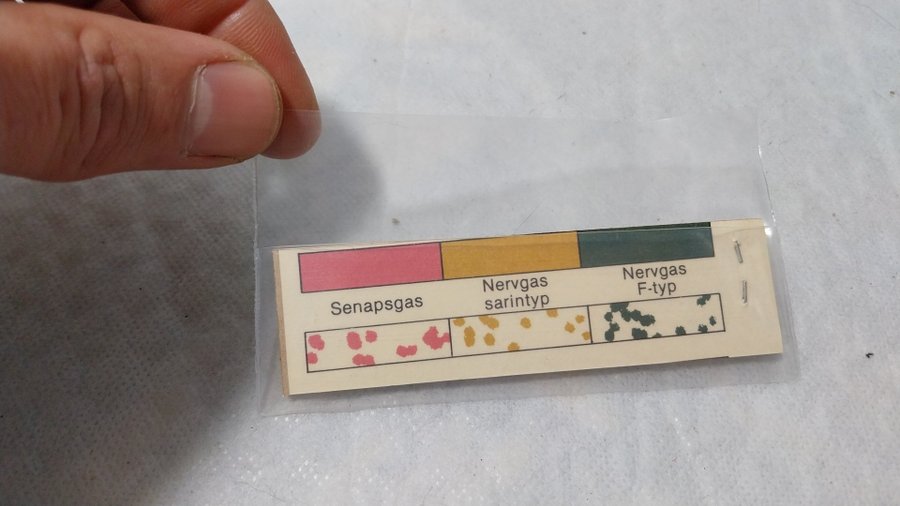 Senapsgas
Nervgas
sarintyp
Nervgas
F-typ